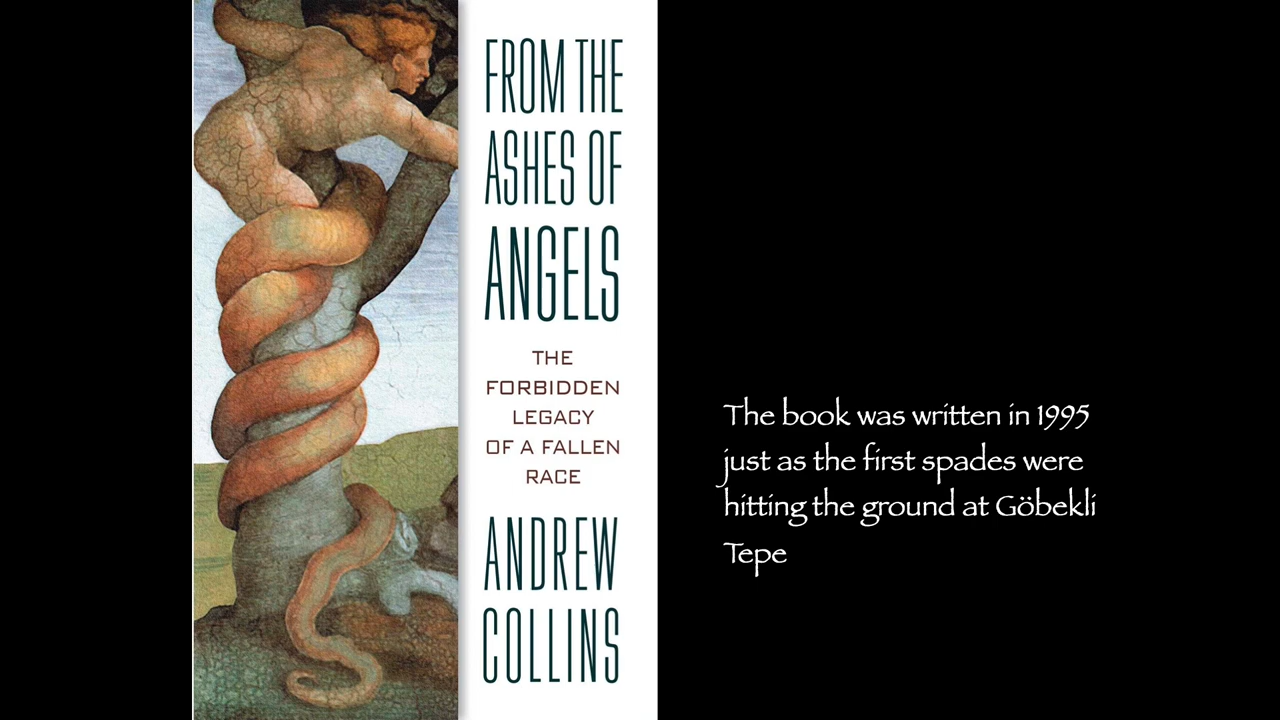 FROM THE
ASHES OF
ANGELS
THE
FORBIDDEN
LEGACY
OF A FALLEN
RACE
ANDREW
COLLINS
The book was written in 1995
just as the first spades were
hitting the ground at Göbekli
Tepe